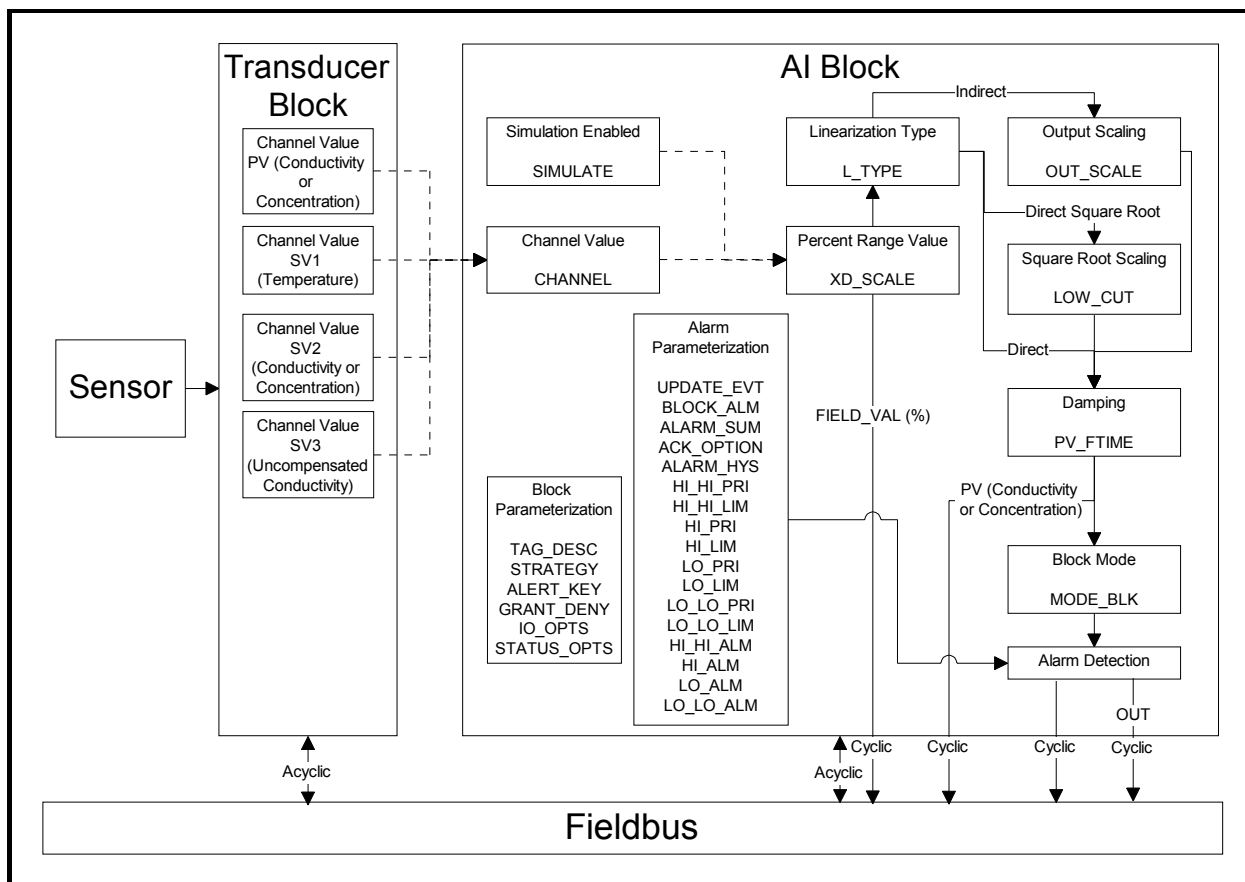 Transducer
Block
Channel Value
PV (Conductivity
or
Concentration)
Channel Value
SV1
(Temperature)
Channel Value
SV2
(Conductivity or
Concentration)
Channel Value
SV3
(Uncompensated
Conductivity)
Sensor
AI Block
Simulation Enabled
SIMULATE
Channel Value
CHANNEL
Linearization Type
L_TYPE
Percent Range Value
XD_SCALE
Indirect
Output Scaling
OUT_SCALE
Direct Square Root
Square Root Scaling
LOW_CUT
Direct
Damping
PV_FTIME
FIELD_VAL (%)
PV (Conductivity
or Concentration)
Block Mode
MODE_BLK
Alarm Detection
OUT
Alarm
Parameterization
UPDATE_EVT
BLOCK_ALM
ALARM_SUM
ACK_OPTION
ALARM_HYS
HI_HI_PRI
HI_HI_LIM
HI_PRI
HI_LIM
LO_PRI
LO_LIM
LO_LO_PRI
LO_LO_LIM
HI_HI_ALM
HI_ALM
LO_ALM
LO_LO_ALM
Block
Parameterization
TAG_DESC
STRATEGY
ALERT_KEY
GRANT_DENY
IO_OPTS
STATUS_OPTS
Acyclic
Acyclic
Cyclic
Cyclic
Cyclic
Cyclic
Fieldbus